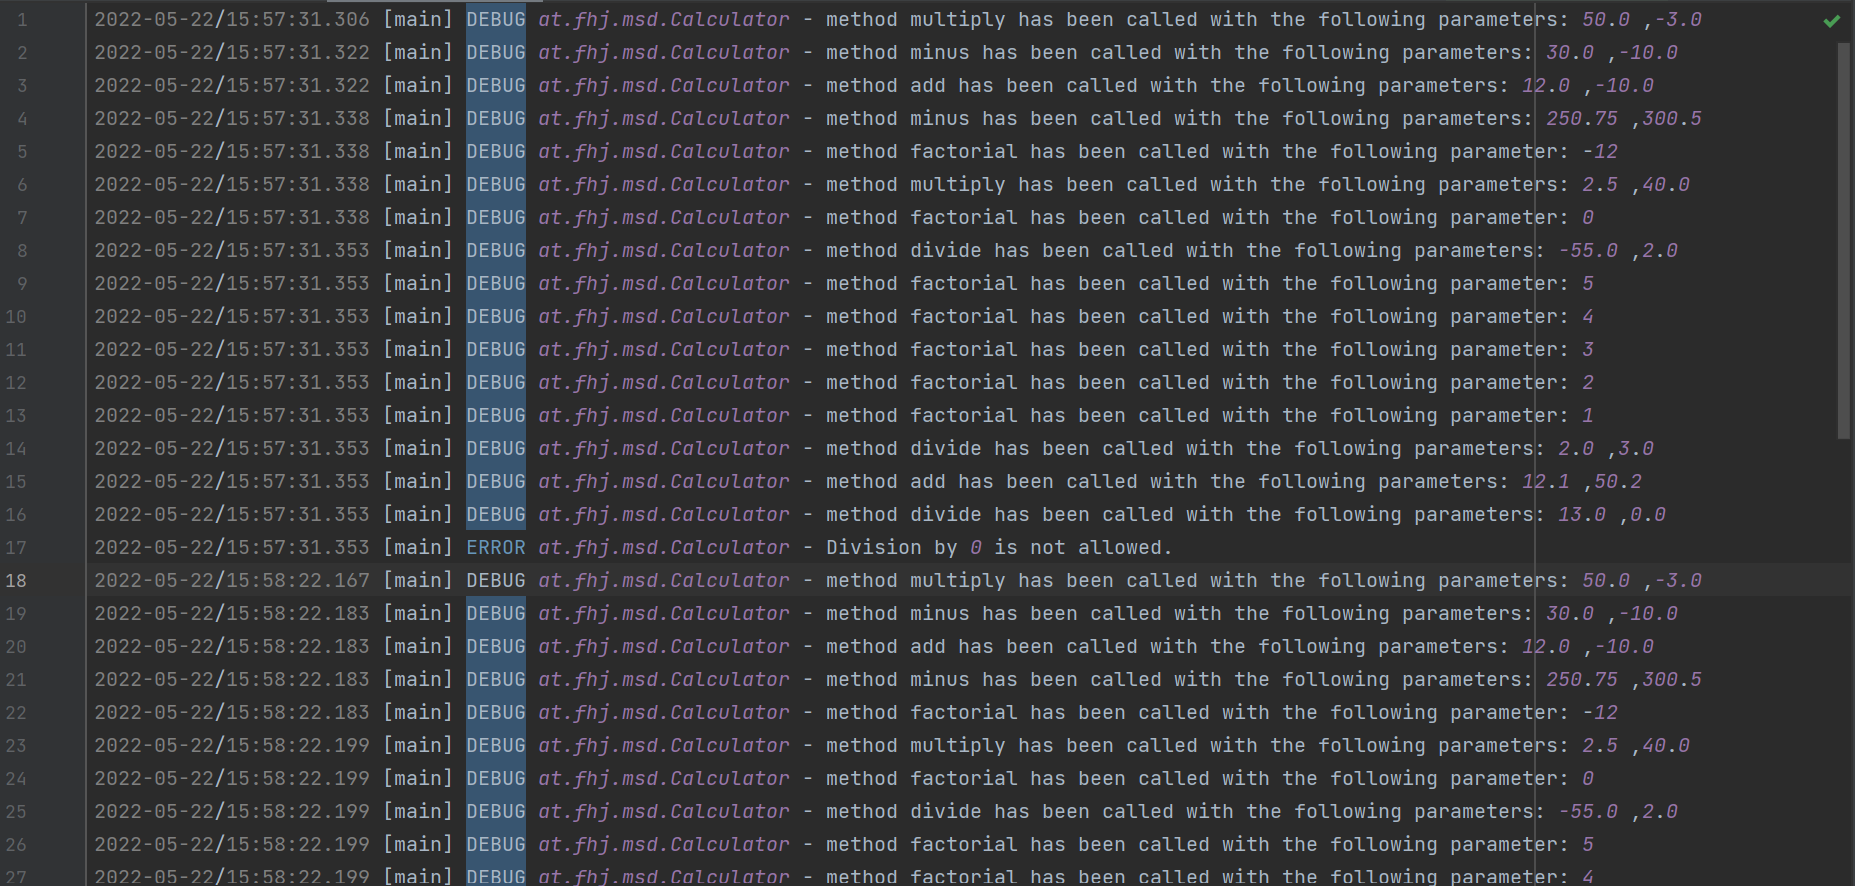 1 2022-05-22/15:57:31.306 [main] DEBUG at.fhj.msd.Calculator - method multiply has been called with the following parameters: 50.0 ,-3.0
2 2022-05-22/15:57:31.322 [main] DEBUG at.fhj.msd.Calculator - method minus has been called with the following parameters: 30.0 ,-10.0
3 2022-05-22/15:57:31.322 [main] DEBUG at.fhj.msd.Calculator - method add has been called with the following parameters: 12.0 ,-10.0
4 2022-05-22/15:57:31.338 [main] DEBUG at.fhj.msd.Calculator - method minus has been called with the following parameters: 250.75 ,300.5
5 2022-05-22/15:57:31.338 [main] DEBUG at.fhj.msd.Calculator - method factorial has been called with the following parameter: -12
6 2022-05-22/15:57:31.338 [main] DEBUG at.fhj.msd.Calculator - method multiply has been called with the following parameters: 2.5 ,40.0
7 2022-05-22/15:57:31.338 [main] DEBUG at.fhj.msd.Calculator - method factorial has been called with the following parameter: 0
8 2022-05-22/15:57:31.353 [main] DEBUG at.fhj.msd.Calculator - method divide has been called with the following parameters: -55.0 ,2.0
9 2022-05-22/15:57:31.353 [main] DEBUG at.fhj.msd.Calculator - method factorial has been called with the following parameter: 5
10 2022-05-22/15:57:31.353 [main] DEBUG at.fhj.msd.Calculator - method factorial has been called with the following parameter: 4
11 2022-05-22/15:57:31.353 [main] DEBUG at.fhj.msd.Calculator - method factorial has been called with the following parameter: 3
12 2022-05-22/15:57:31.353 [main] DEBUG at.fhj.msd.Calculator - method factorial has been called with the following parameter: 2
13 2022-05-22/15:57:31.353 [main] DEBUG at.fhj.msd.Calculator - method factorial has been called with the following parameter: 1
14 2022-05-22/15:57:31.353 [main] DEBUG at.fhj.msd.Calculator - method divide has been called with the following parameters: 2.0 ,3.0
15 2022-05-22/15:57:31.353 [main] DEBUG at.fhj.msd.Calculator - method add has been called with the following parameters: 12.1 ,50.2
16 2022-05-22/15:57:31.353 [main] DEBUG at.fhj.msd.Calculator - method divide has been called with the following parameters: 13.0 ,0.0
17 2022-05-22/15:57:31.353 [main] ERROR at.fhj.msd.Calculator - Division by 0 is not allowed.
18 2022-05-22/15:58:22.167 [main] DEBUG at.fhj.msd.Calculator - method multiply has been called with the following parameters: 50.0 ,-3.0
19 2022-05-22/15:58:22.183 [main] DEBUG at.fhj.msd.Calculator - method minus has been called with the following parameters: 30.0 ,-10.0
20 2022-05-22/15:58:22.183 [main] DEBUG at.fhj.msd.Calculator - method add has been called with the following parameters: 12.0 ,-10.0
21 2022-05-22/15:58:22.183 [main] DEBUG at.fhj.msd.Calculator - method minus has been called with the following parameters: 250.75 ,300.5
22 2022-05-22/15:58:22.183 [main] DEBUG at.fhj.msd.Calculator - method factorial has been called with the following parameter: -12
23 2022-05-22/15:58:22.199 [main] DEBUG at.fhj.msd.Calculator - method multiply has been called with the following parameters: 2.5 ,40.0
24 2022-05-22/15:58:22.199 [main] DEBUG at.fhj.msd.Calculator - method factorial has been called with the following parameter: 0
25 2022-05-22/15:58:22.199 [main] DEBUG at.fhj.msd.Calculator - method divide has been called with the following parameters: -55.0 ,2.0
26 2022-05-22/15:58:22.199 [main] DEBUG at.fhj.msd.Calculator - method factorial has been called with the following parameter: 5
27 2022-05-22/15:58:22.199 [main] DEBUG at.fhj.msd.Calculator - method factorial has been called with the following parameter: 4